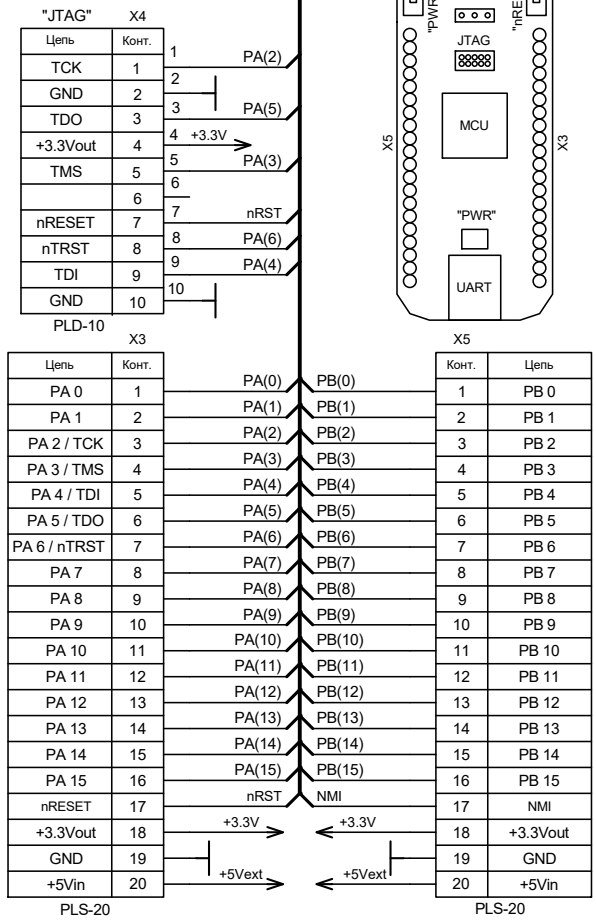 "JTAG" X4
Цепь Конт.
TCK 1 1 PA(2)
GND 2 2
TDO 3 3 PA(5)
+3.3Vout 4 4 +3.3V
TMS 5 5 PA(3)
6 6
nRESET 7 7 nRST
nTRST 8 8 PA(6)
TDI 9 9 PA(4)
GND 10 10
PLD-10
"PWR
"nRE
JTAG
MCU
X5
X3
"PWR"
UART
X3 X5
Цепь Конт. Конт. Цепь
PA 0 1 PA(0) PB(0) 1 PB 0
PA 1 2 PA(1) PB(1) 2 PB 1
PA 2 / TCK 3 PA(2) PB(2) 3 PB 2
PA 3 / TMS 4 PA(3) PB(3) 4 PB 3
PA 4 / TDI 5 PA(4) PB(4) 5 PB 4
PA 5 / TDO 6 PA(5) PB(5) 6 PB 5
PA 6 / nTRST 7 PA(6) PB(6) 7 PB 6
PA 7 8 PA(7) PB(7) 8 PB 7
PA 8 9 PA(8) PB(8) 9 PB 8
PA 9 10 PA(9) PB(9) 10 PB 9
PA 10 11 PA(10) PB(10) 11 PB 10
PA 11 12 PA(11) PB(11) 12 PB 11
PA 12 13 PA(12) PB(12) 13 PB 12
PA 13 14 PA(13) PB(13) 14 PB 13
PA 14 15 PA(14) PB(14) 15 PB 14
PA 15 16 PA(15) PB(15) 16 PB 15
nRESET 17 nRST NMI 17 NMI
+3.3Vout 18 +3.3V +3.3V 18 +3.3Vout
GND 19 19 GND
+5Vin 20 +5Vext +5Vext 20 +5Vin
PLS-20 PLS-20